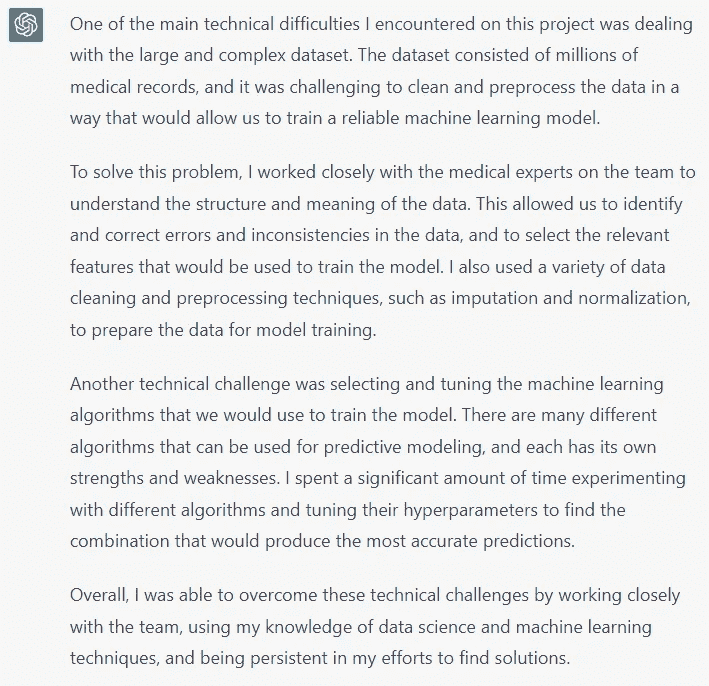 One of the main technical difficulties I encountered on this project was dealing
with the large and complex dataset. The dataset consisted of millions of
medical records, and it was challenging to clean and preprocess the data in a
way that would allow us to train a reliable machine learning model.
To solve this problem, I worked closely with the medical experts on the team to
understand the structure and meaning of the data. This allowed us to identify
and correct errors and inconsistencies in the data, and to select the relevant
features that would be used to train the model. I also used a variety of data
cleaning and preprocessing techniques, such as imputation and normalization,
to prepare the data for model training.
Another technical challenge was selecting and tuning the machine learning
algorithms that we would use to train the model. There are many different
algorithms that can be used for predictive modeling, and each has its own
strengths and weaknesses. I spent a significant amount of time experimenting
with different algorithms and tuning their hyperparameters to find the
combination that would produce the most accurate predictions.
Overall, I was able to overcome these technical challenges by working closely
with the team, using my knowledge of data science and machine learning
techniques, and being persistent in my efforts to find solutions.